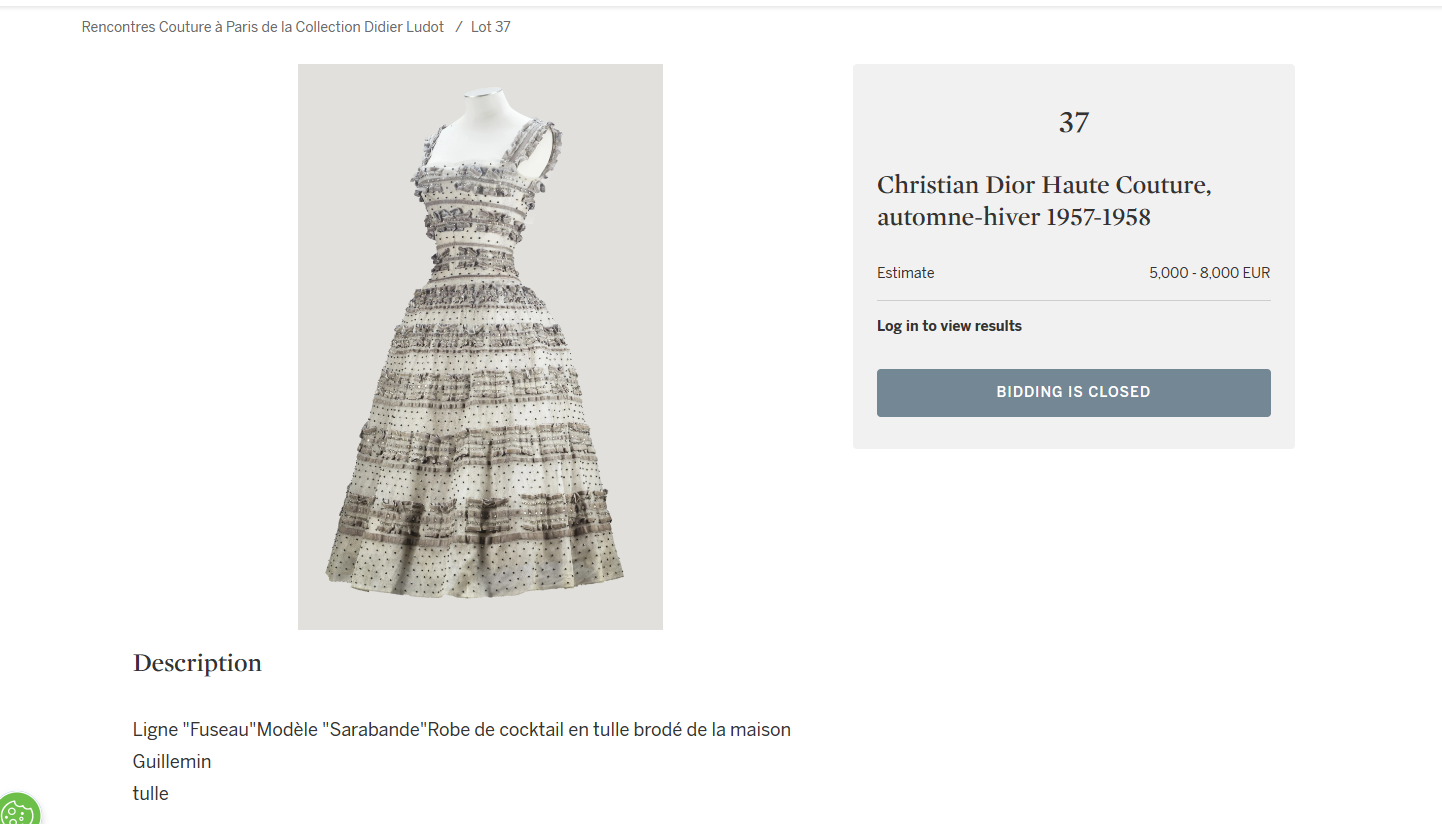 Rencontres Couture à Paris de la Collection Didier Ludot / Lot 37
37
Christian Dior Haute Couture,
automne-hiver 1957-1958
Estimate 5,000 - 8,000 EUR
Log in to view results
BIDDING IS CLOSED
Description
Ligne "Fuseau"Modèle "Sarabande"Robe de cocktail en tulle brodé de la maison
Guillemin
tulle